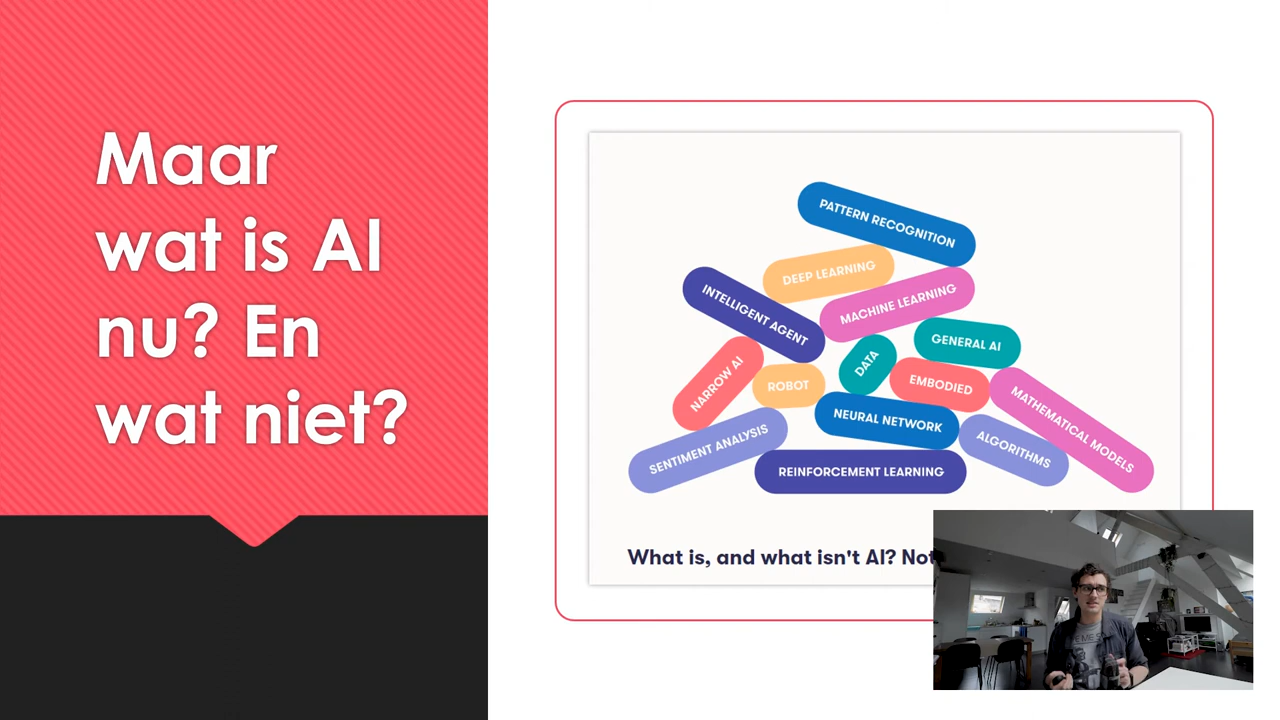 Maar
wat is AI
nu? En
wat niet?
PATTERN RECOGNITION
DEEP LEARNING
INTELLIGENT AGENT
MACHINE LEARNING
GENERAL AI
DATA
NARROW AI
ROBOT
EMBODIED
MATHEMATICAL MODELS
NEURAL NETWORK
SENTIMENT ANALYSIS
ALGORITHMS
REINFORCEMENT LEARNING
What is, and what isn't AI? Not